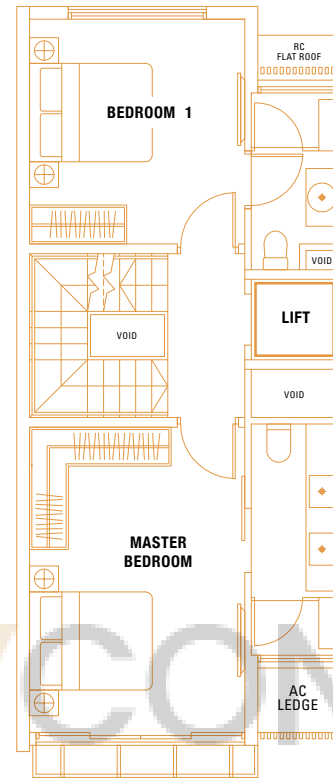 RC
FLAT ROOF
BEDROOM 1
VOID
LIFT
VOID
VOID
MASTER
BEDROOM
AC
LEDGE